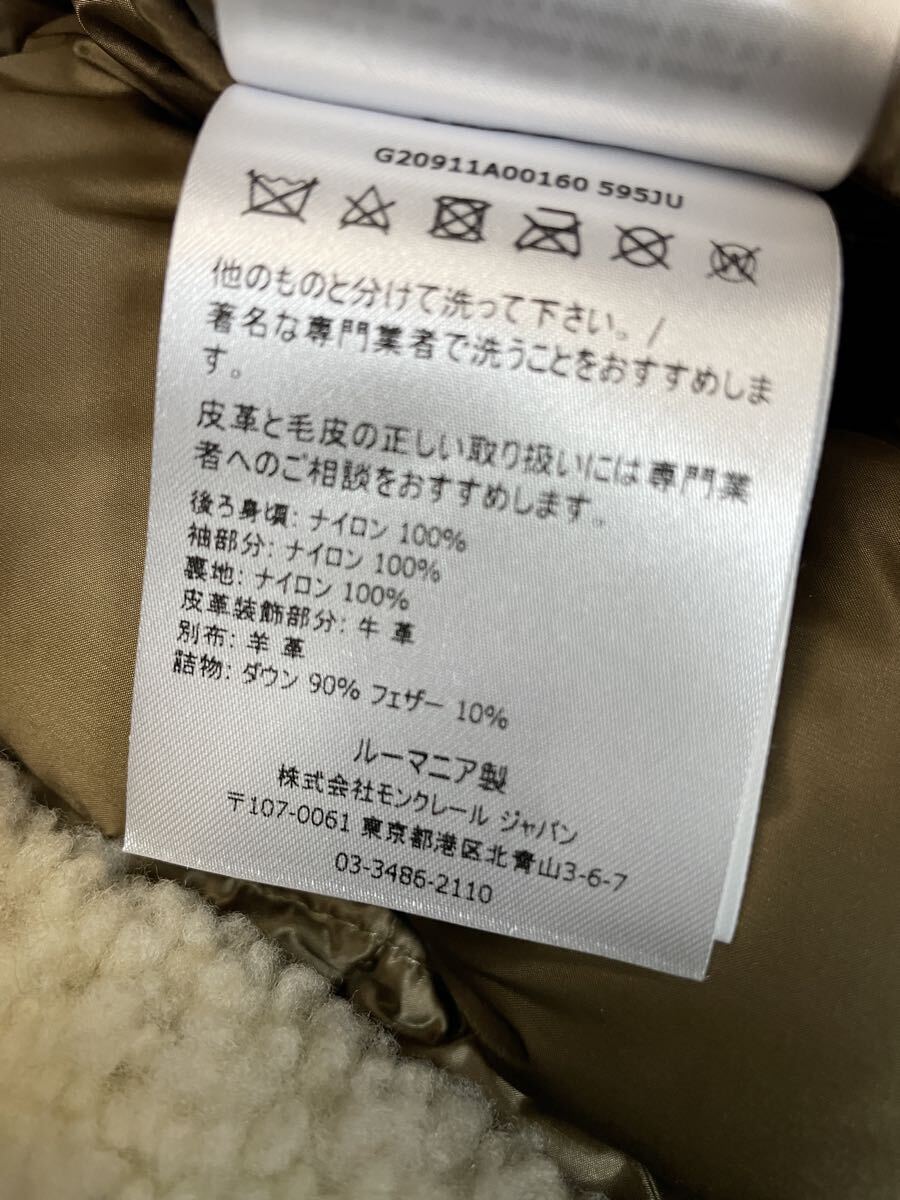 G20911A00160 595JU
他のものと分けて洗って下さい。/
著名な専門業者で洗うことをおすすめしま
す。
皮革と毛皮の正しい取り扱いには専門業
者へのご相談をおすすめします。
後ろ身頃: ナイロン 100%
袖部分: ナイロン 100%
裏地: ナイロン 100%
皮革装飾部分: 牛革
別布: 羊革
詰物: ダウン 90% フェザー 10%
ルーマニア製
株式会社モンクレール ジャパン
〒107-0061 東京都港区北青山3-6-7
03-3486-2110